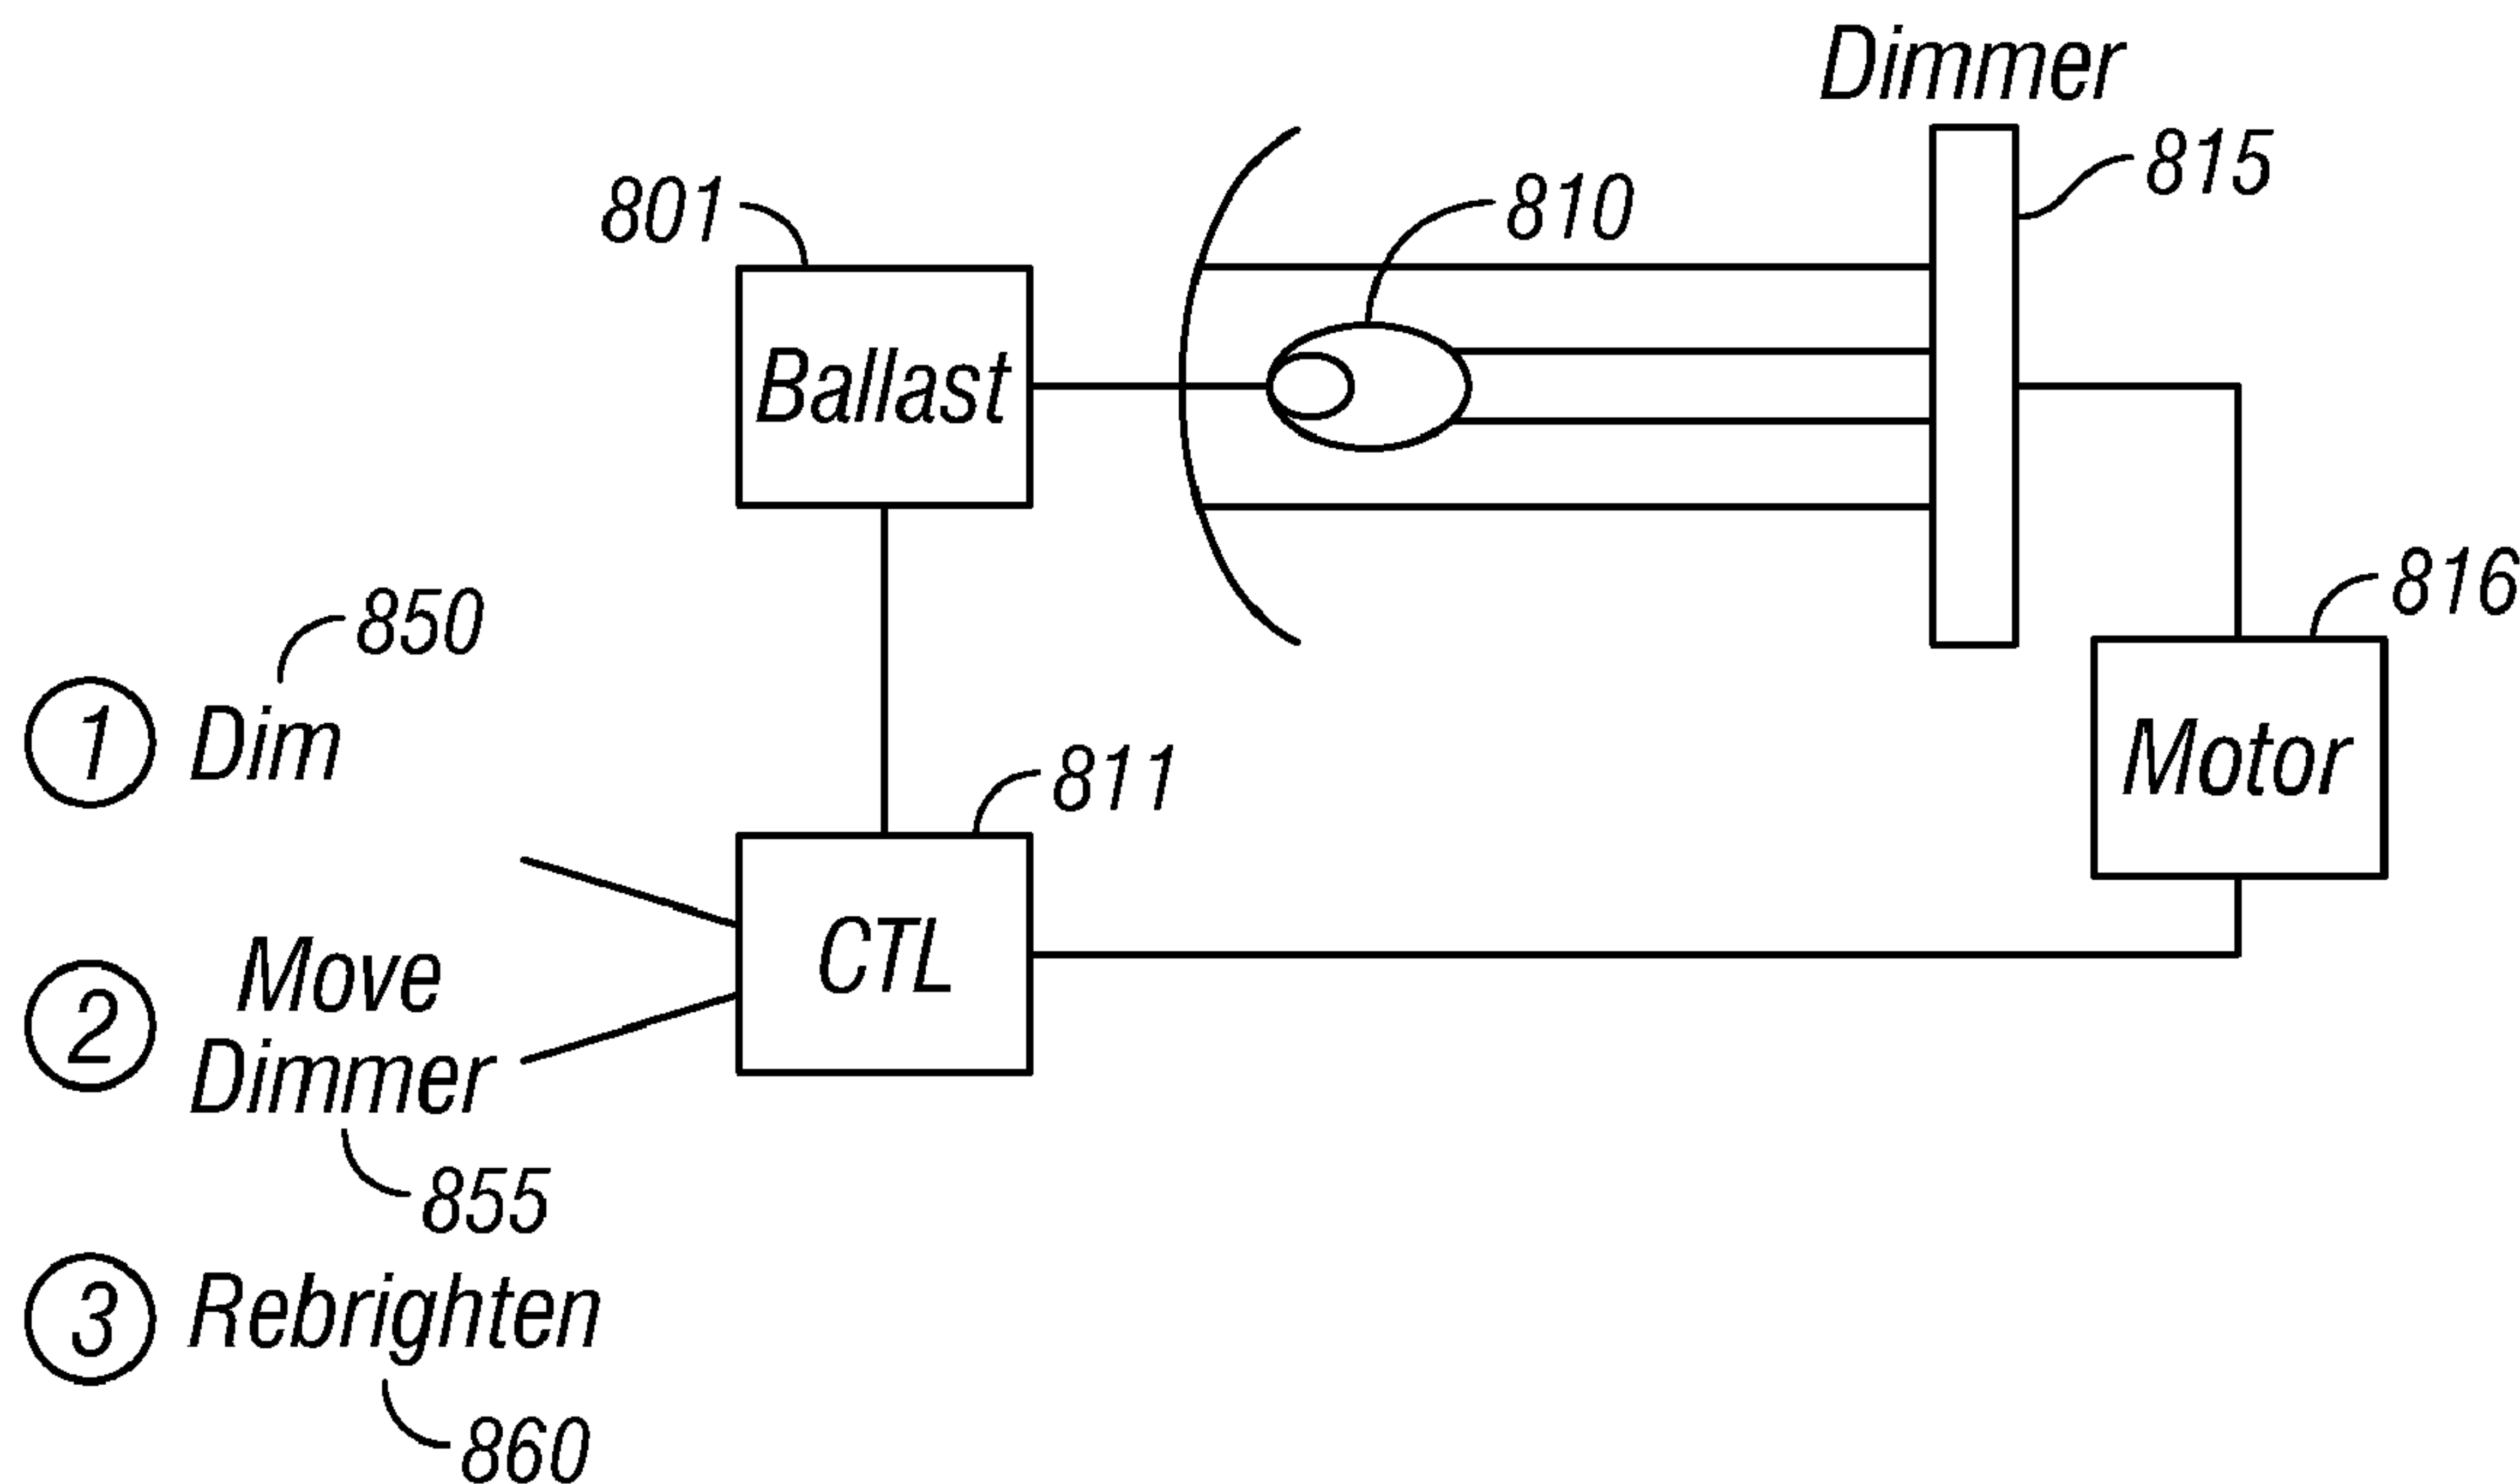 Dimmer
815
801
810
Ballast
816
850
1 Dim
Motor
811
CTL
2 Move
Dimmer
855
3 Rebrighten
860